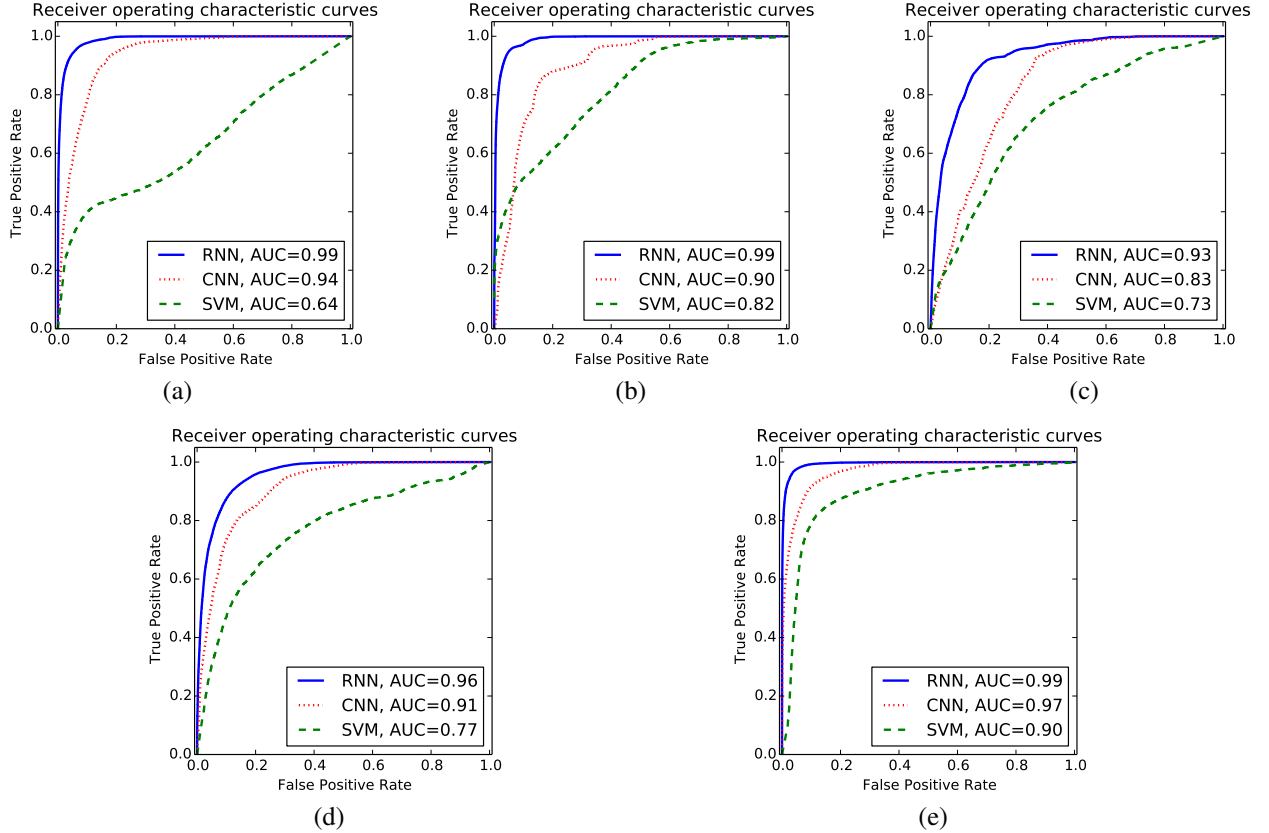 Receiver operating characteristic curves
True Positive Rate
1.0
0.8
0.6
0.4
0.2
0.0
RNN, AUC=0.99
CNN, AUC=0.94
SVM, AUC=0.64
0.0 0.2 0.4 0.6 0.8 1.0
False Positive Rate
(a)
Receiver operating characteristic curves
True Positive Rate
1.0
0.8
0.6
0.4
0.2
0.0
RNN, AUC=0.99
CNN, AUC=0.90
SVM, AUC=0.82
0.0 0.2 0.4 0.6 0.8 1.0
False Positive Rate
(b)
Receiver operating characteristic curves
True Positive Rate
1.0
0.8
0.6
0.4
0.2
0.0
RNN, AUC=0.93
CNN, AUC=0.83
SVM, AUC=0.73
0.0 0.2 0.4 0.6 0.8 1.0
False Positive Rate
(c)
Receiver operating characteristic curves
True Positive Rate
1.0
0.8
0.6
0.4
0.2
0.0
RNN, AUC=0.96
CNN, AUC=0.91
SVM, AUC=0.77
0.0 0.2 0.4 0.6 0.8 1.0
False Positive Rate
(d)
Receiver operating characteristic curves
True Positive Rate
1.0
0.8
0.6
0.4
0.2
0.0
RNN, AUC=0.99
CNN, AUC=0.97
SVM, AUC=0.90
0.0 0.2 0.4 0.6 0.8 1.0
False Positive Rate
(e)